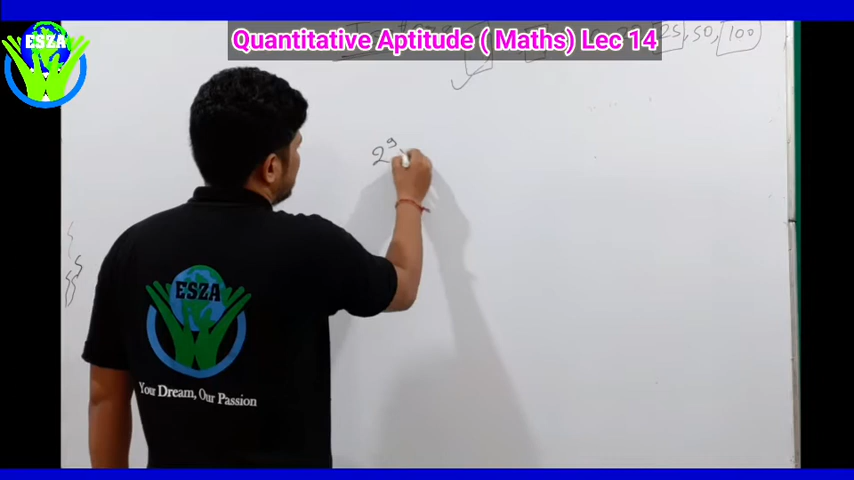 Quantitative Aptitude ( Maths) Lec 14
ESZA
25, 50, 100
2⁹
ESZA
Your Dream, Our Passion